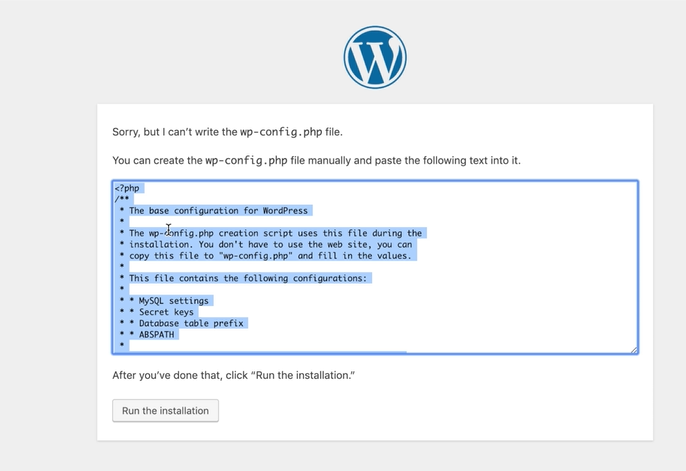 Sorry, but I can’t write the wp-config.php file.
You can create the wp-config.php file manually and paste the following text into it.
<?php
/**
 * The base configuration for WordPress
 *
 * The wp-config.php creation script uses this file during the
 * installation. You don't have to use the web site, you can
 * copy this file to "wp-config.php" and fill in the values.
 *
 * This file contains the following configurations:
 *
 * * MySQL settings
 * * Secret keys
 * * Database table prefix
 * * ABSPATH
 *
After you’ve done that, click “Run the installation.”
Run the installation